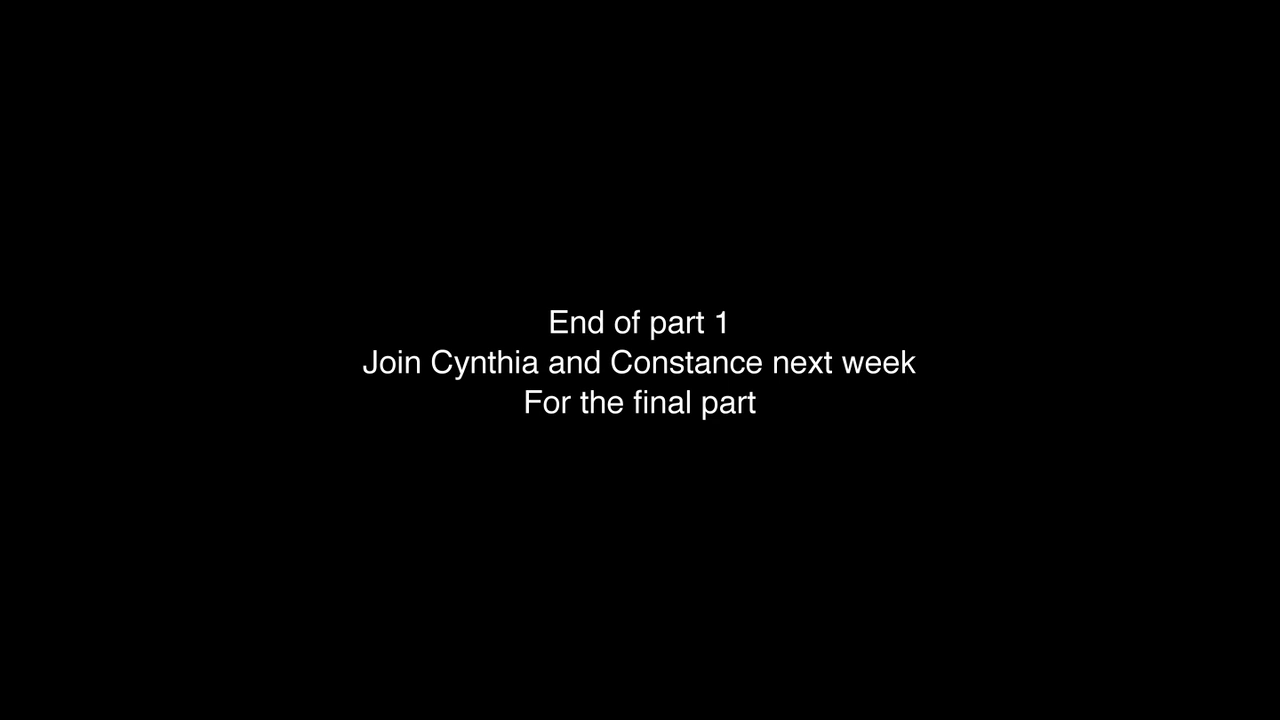 End of part 1
Join Cynthia and Constance next week
For the final part